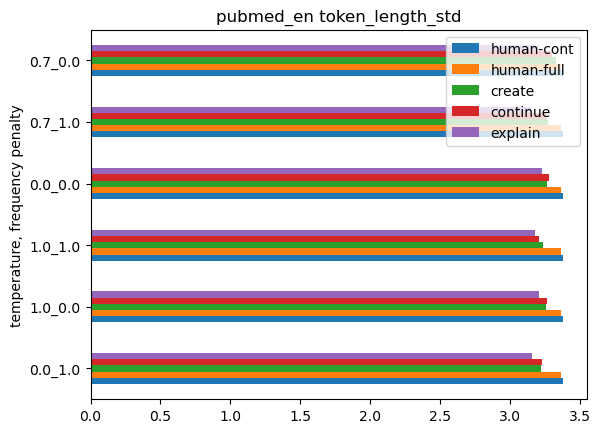 pubmed_en token_length_std
temperature, frequency penalty
0.7_0.0
0.7_1.0
0.0_0.0
1.0_1.0
1.0_0.0
0.0_1.0
human-cont
human-full
create
continue
explain
0.0 0.5 1.0 1.5 2.0 2.5 3.0 3.5